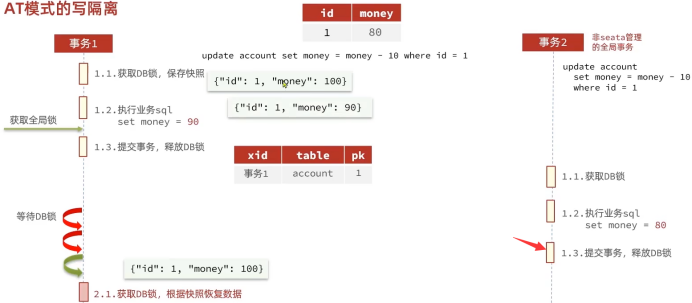 AT模式的写隔离
id money
1 80
事务1
事务2
非seata管理
的全局事务
update account set money = money - 10 where id = 1
update account
set money = money - 10
where id = 1
1.1.获取DB锁，保存快照
{"id": 1, "money": 100}
1.2.执行业务sql
set money = 90
{"id": 1, "money": 90}
获取全局锁
1.3.提交事务，释放DB锁
xid table pk
事务1 account 1
1.1.获取DB锁
等待DB锁
1.2.执行业务sql
set money = 80
1.3.提交事务，释放DB锁
{"id": 1, "money": 100}
2.1.获取DB锁，根据快照恢复数据